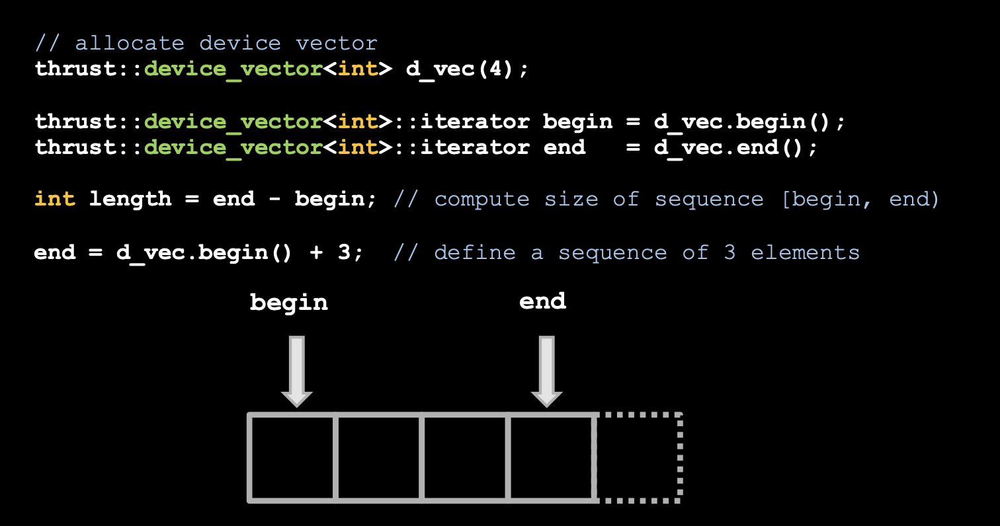 // allocate device vector
thrust::device_vector<int> d_vec(4);
thrust::device_vector<int>::iterator begin = d_vec.begin();
thrust::device_vector<int>::iterator end   = d_vec.end();
int length = end - begin; // compute size of sequence [begin, end)
end = d_vec.begin() + 3;  // define a sequence of 3 elements
begin end